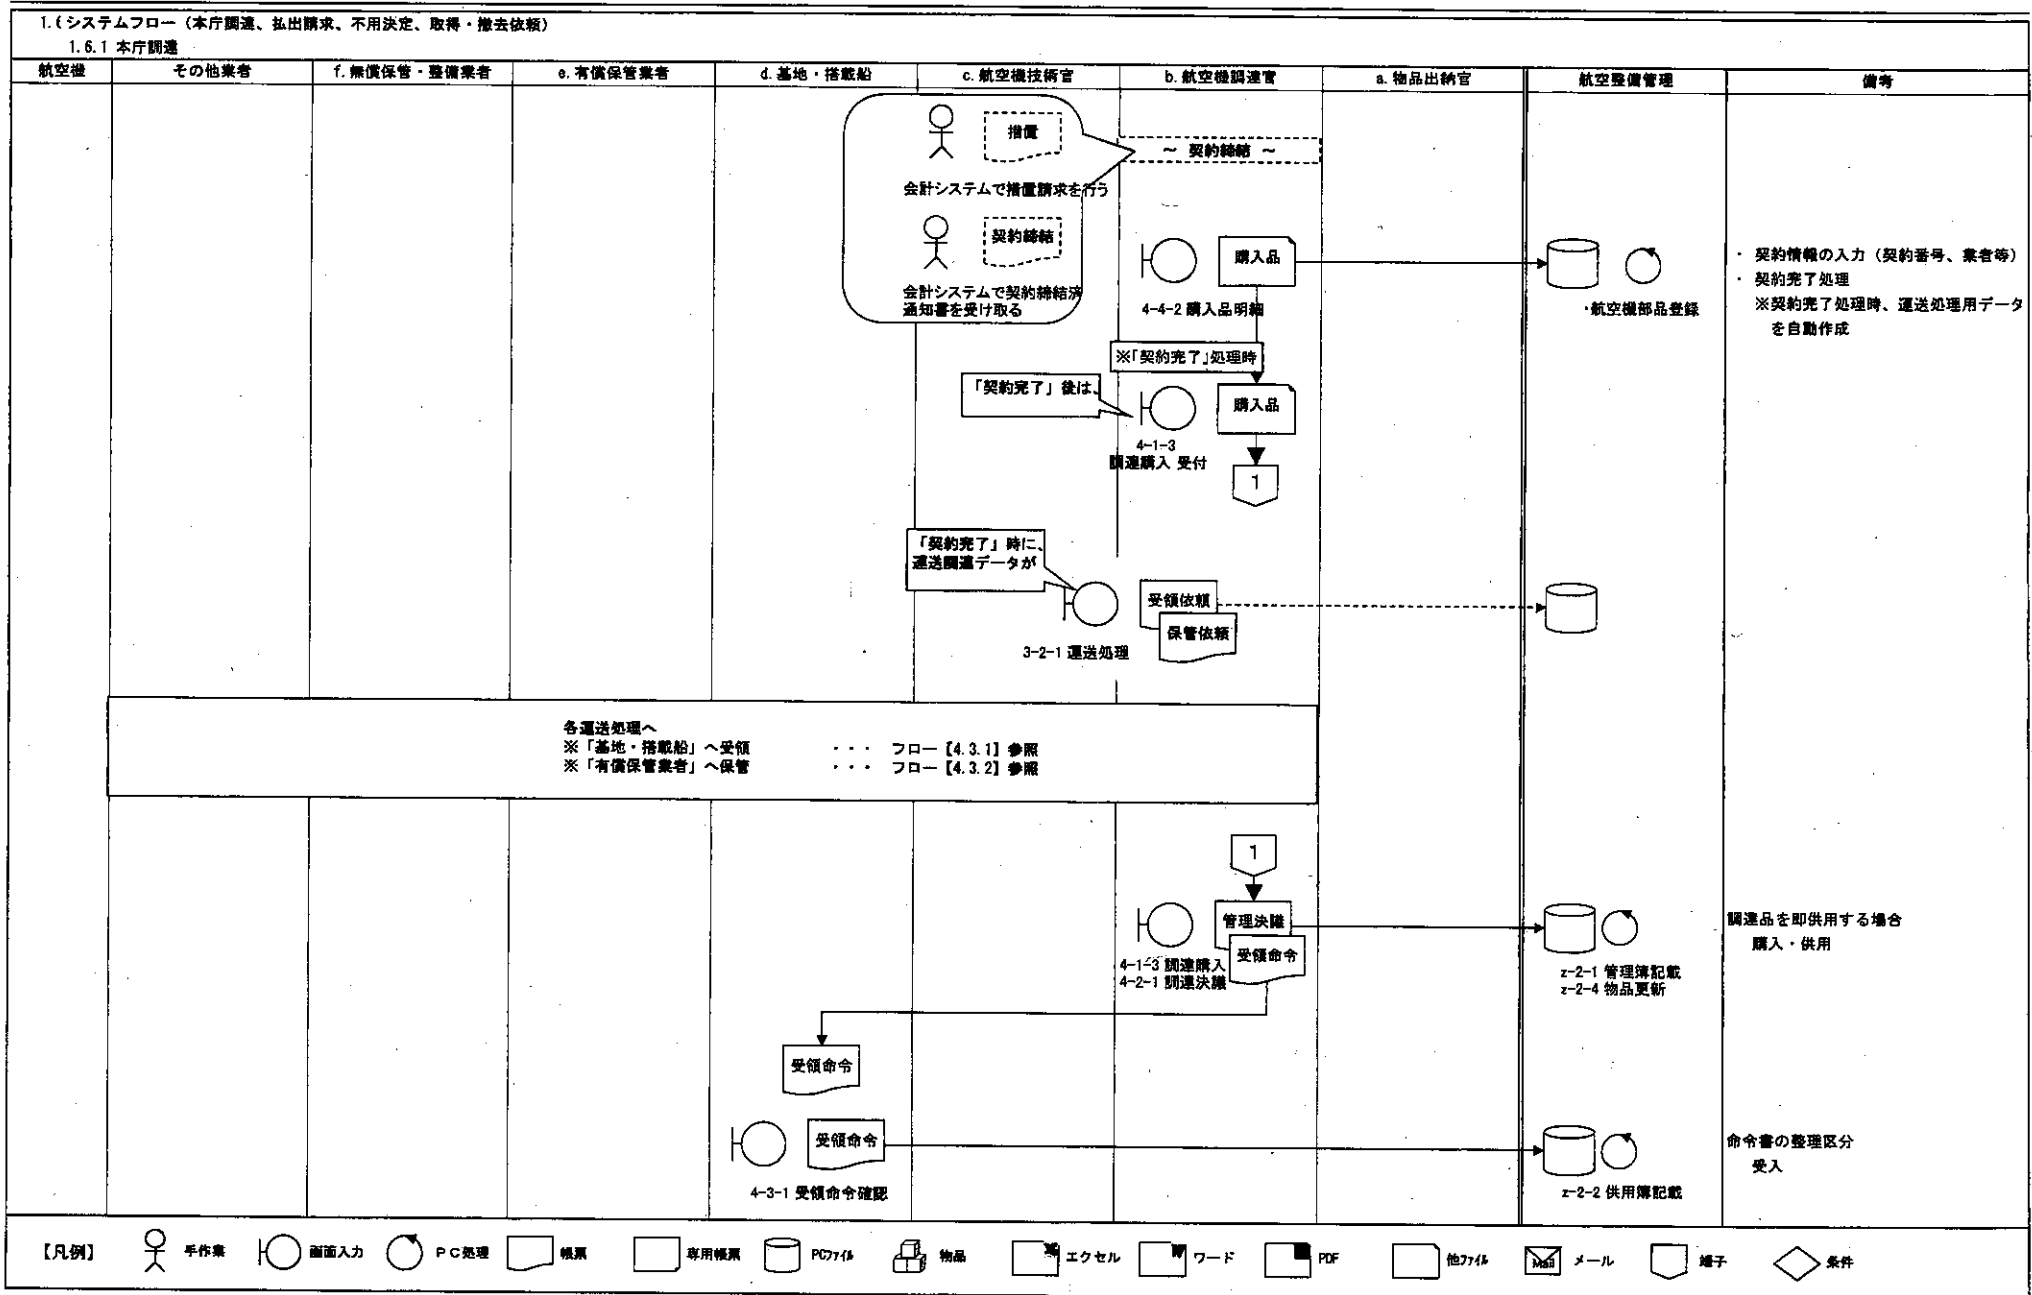 1.6 システムフロー（本庁調達、払出請求、不用決定、取得・撤去依頼）
1.6.1 本庁調達
航空機
その他業者
f.無償保管・整備業者
e.有償保管業者
d.基地・搭載船
c.航空機技術官
b.航空機調達官
a.物品出納官
航空整備管理
備考
措置
～ 契約締結 ～
会計システムで措置請求を行う
契約締結
会計システムで契約締結済
通知書を受け取る
購入品
4-4-2 購入品明細
・航空機部品登録
・ 契約情報の入力（契約番号、業者等）
・ 契約完了処理
※契約完了処理時、運送処理用データ
を自動作成
※「契約完了」処理時
「契約完了」後は、
購入品
4-1-3
調達購入 受付
1
「契約完了」時に、
運送調達データが
受領依頼
保管依頼
3-2-1 運送処理
各運送処理へ
※「基地・搭載船」へ受領 ・・・ フロー【4.3.1】参照
※「有償保管業者」へ保管 ・・・ フロー【4.3.2】参照
1
管理決議
受領命令
4-1-3 調達購入
4-2-1 調達決議
z-2-1 管理簿記載
z-2-4 物品更新
調達品を即供用する場合
購入・供用
受領命令
受領命令
4-3-1 受領命令確認
z-2-2 供用簿記載
命令書の整理区分
受入
【凡例】
手作業
画面入力
ＰＣ処理
帳票
専用帳票
PCﾌｧｲﾙ
物品
エクセル
ワード
PDF
他ﾌｧｲﾙ
Mail
メール
端子
条件